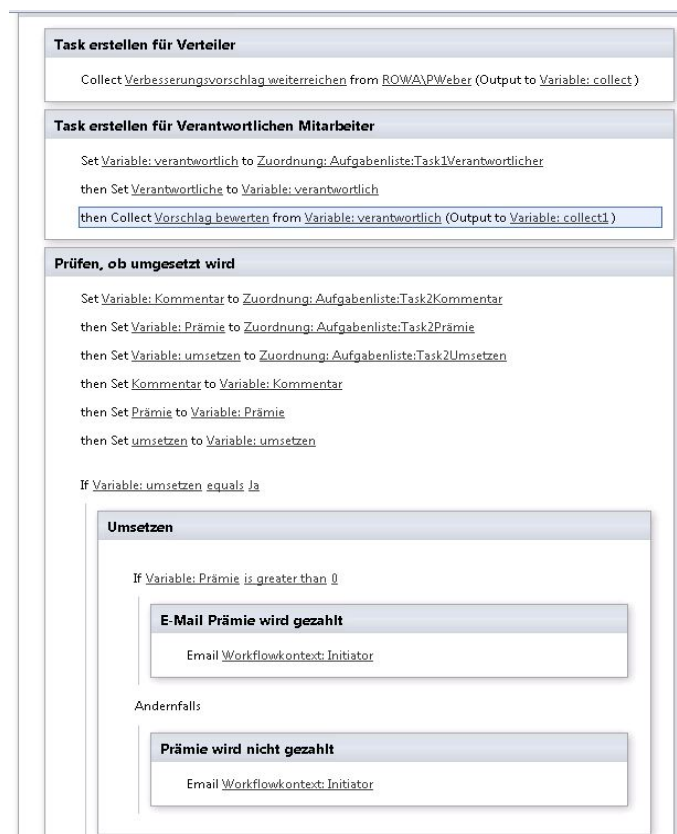 Task erstellen für Verteiler
Collect Verbesserungsvorschlag weiterreichen from ROWA\PWeber (Output to Variable: collect )
Task erstellen für Verantwortlichen Mitarbeiter
Set Variable: verantwortlich to Zuordnung: Aufgabenliste:Task1Verantwortlicher
then Set Verantwortliche to Variable: verantwortlich
then Collect Vorschlag bewerten from Variable: verantwortlich (Output to Variable: collect1 )
Prüfen, ob umgesetzt wird
Set Variable: Kommentar to Zuordnung: Aufgabenliste:Task2Kommentar
then Set Variable: Prämie to Zuordnung: Aufgabenliste:Task2Prämie
then Set Variable: umsetzen to Zuordnung: Aufgabenliste:Task2Umsetzen
then Set Kommentar to Variable: Kommentar
then Set Prämie to Variable: Prämie
then Set umsetzen to Variable: umsetzen
If Variable: umsetzen equals Ja
Umsetzen
If Variable: Prämie is greater than 0
E-Mail Prämie wird gezahlt
Email Workflowkontext: Initiator
Andernfalls
Prämie wird nicht gezahlt
Email Workflowkontext: Initiator